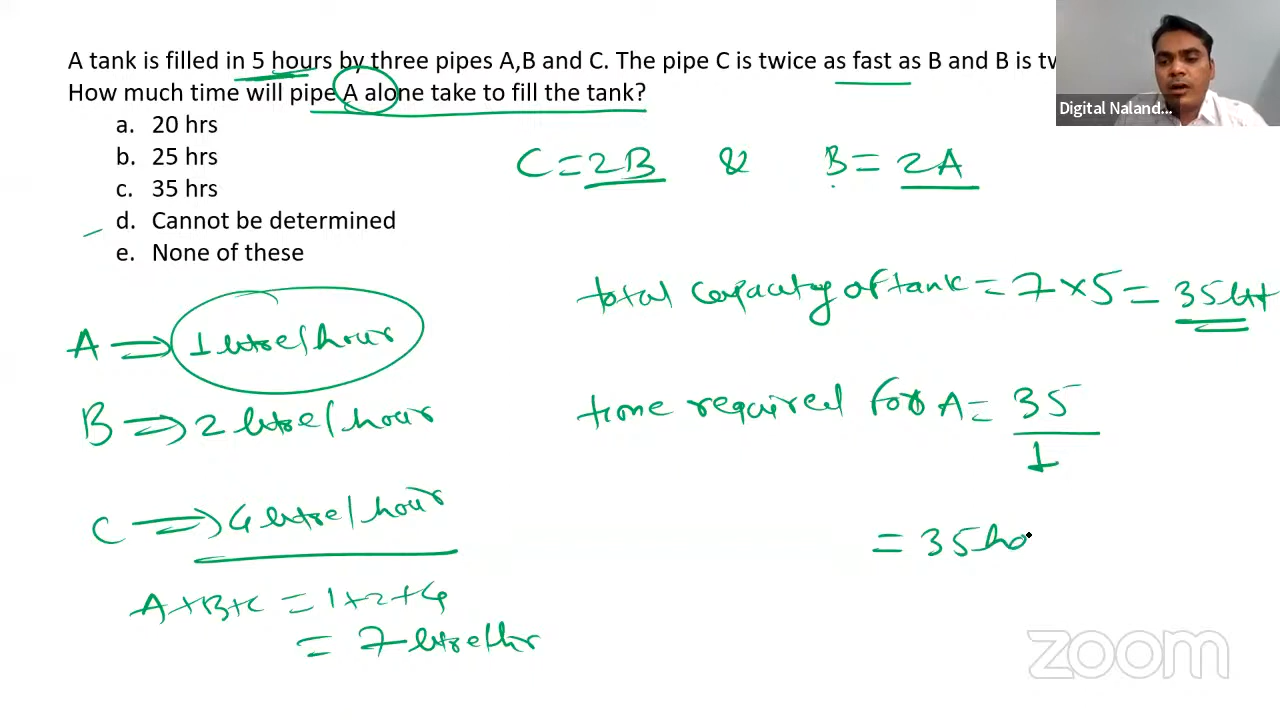 A tank is filled in 5 hours by three pipes A,B and C. The pipe C is twice as fast as B and B is tw
How much time will pipe A alone take to fill the tank?
a. 20 hrs
b. 25 hrs
c. 35 hrs
d. Cannot be determined
e. None of these
Digital Naland...
C = 2B & B = 2A
total capacity of tank = 7 × 5 = 35 lit
A ⇒ 1 litre/hour
B ⇒ 2 litre/hour
time required for A = 35
1
C ⇒ 4 litre/hour
= 35 ho
A+B+C = 1+2+4
= 7 litre/hr
zoom